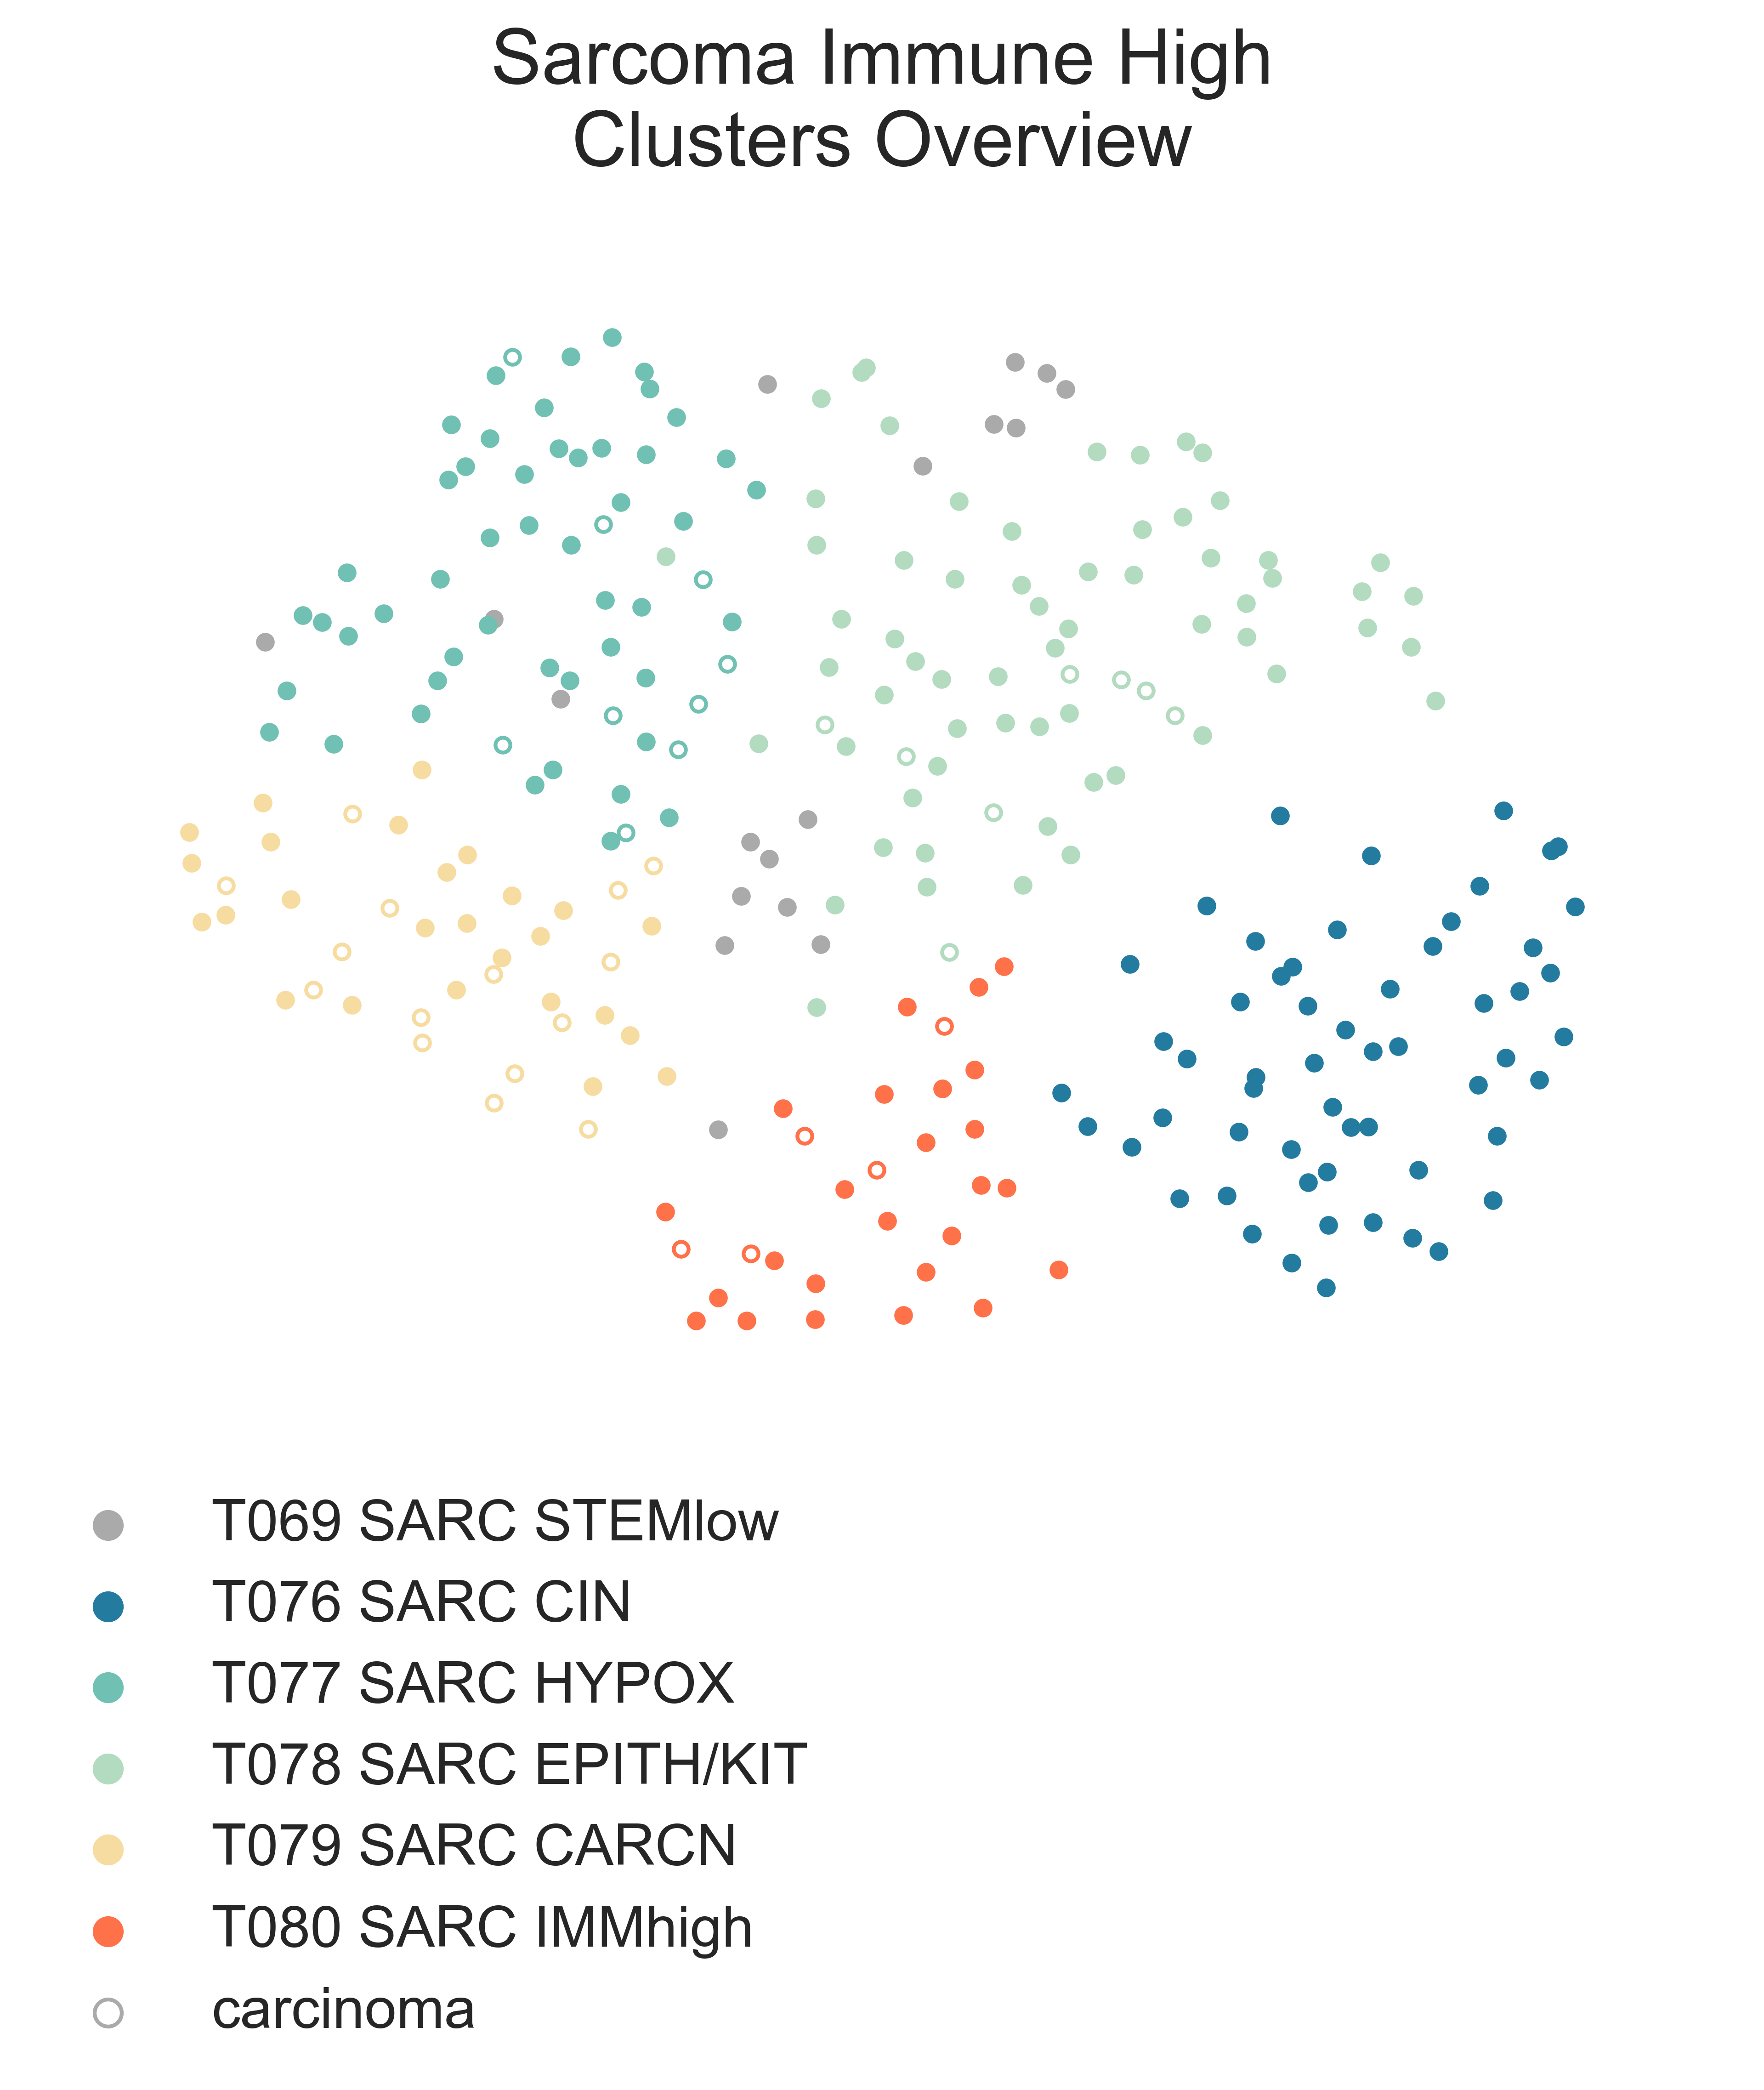 Sarcoma Immune High
Clusters Overview
T069 SARC STEMlow
T076 SARC CIN
T077 SARC HYPOX
T078 SARC EPITH/KIT
T079 SARC CARCN
T080 SARC IMMhigh
carcinoma